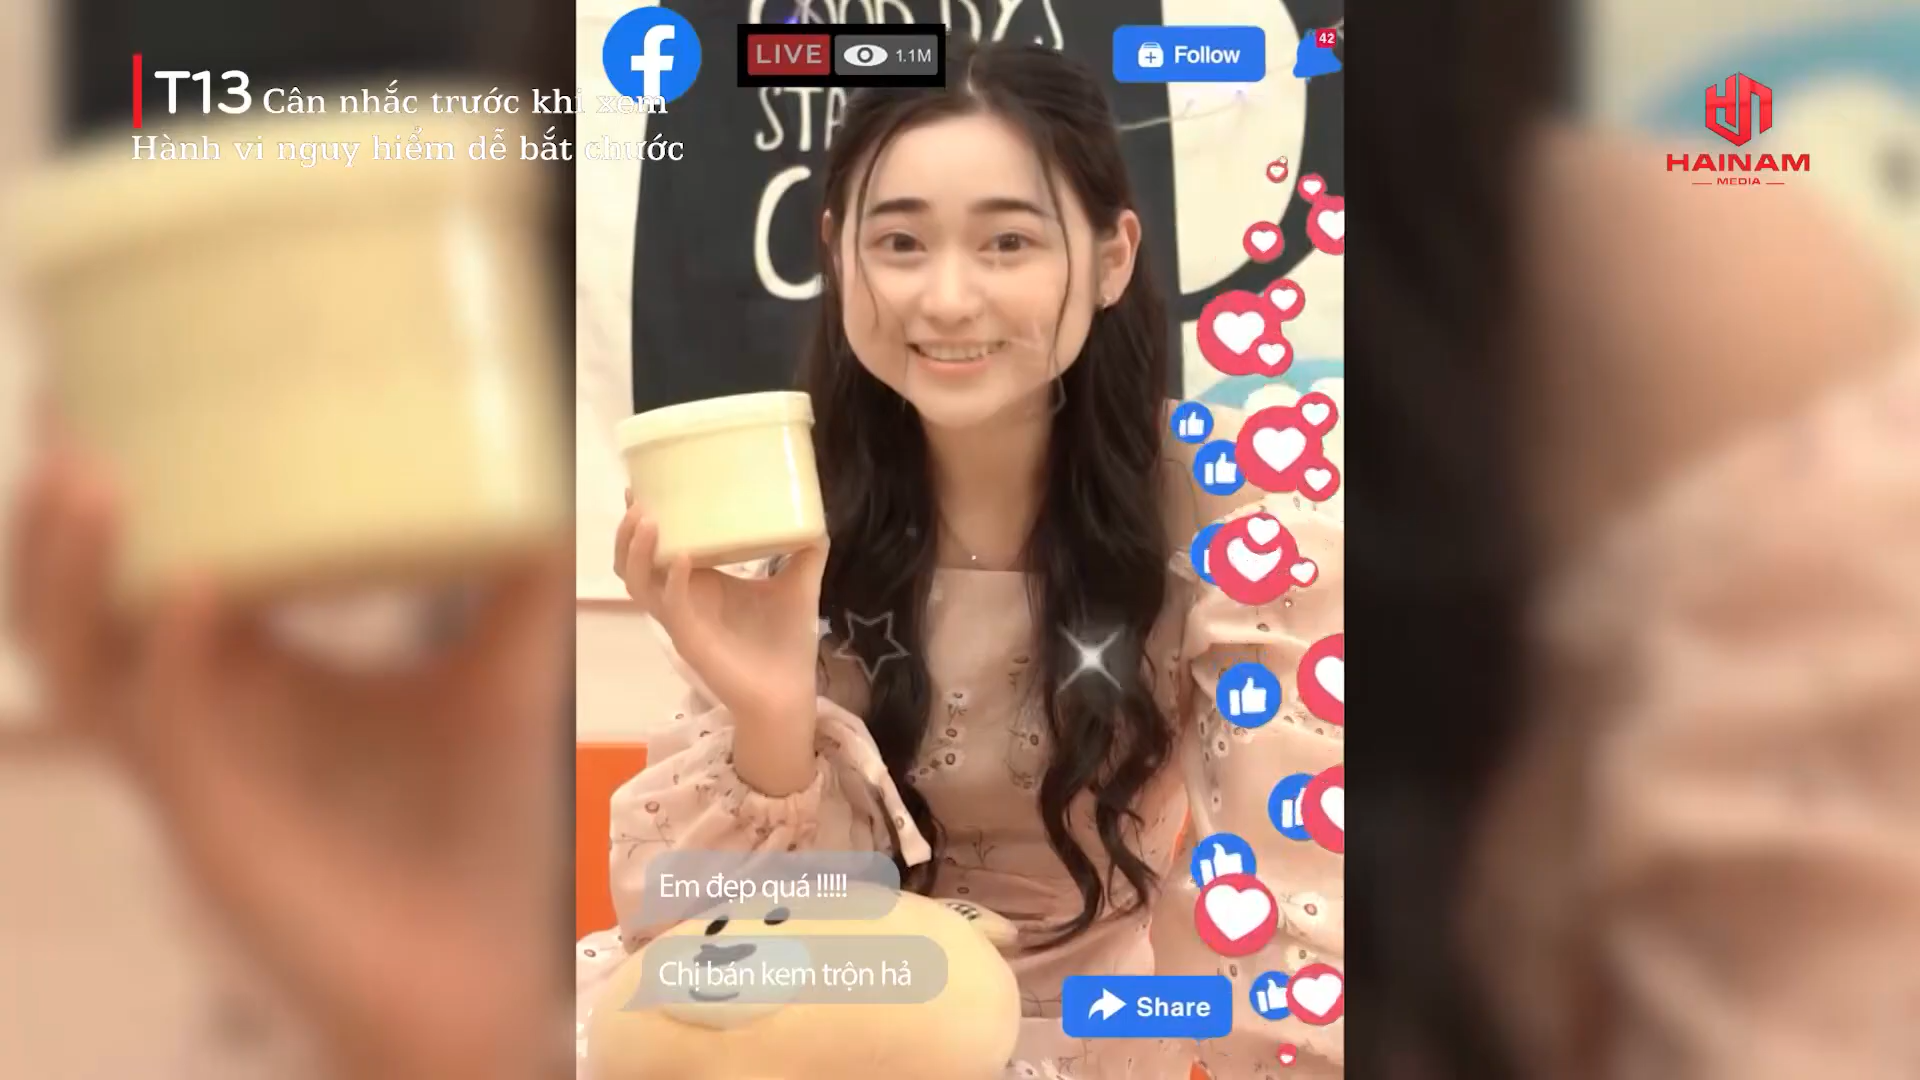 T13 Cân nhắc trước khi xem
Hành vi nguy hiểm dễ bắt chước
LIVE 1.1M
Follow
42
HAINAM
MEDIA
STA
C
Em đẹp quá !!!!!
Chị bán kem trộn hả
Share